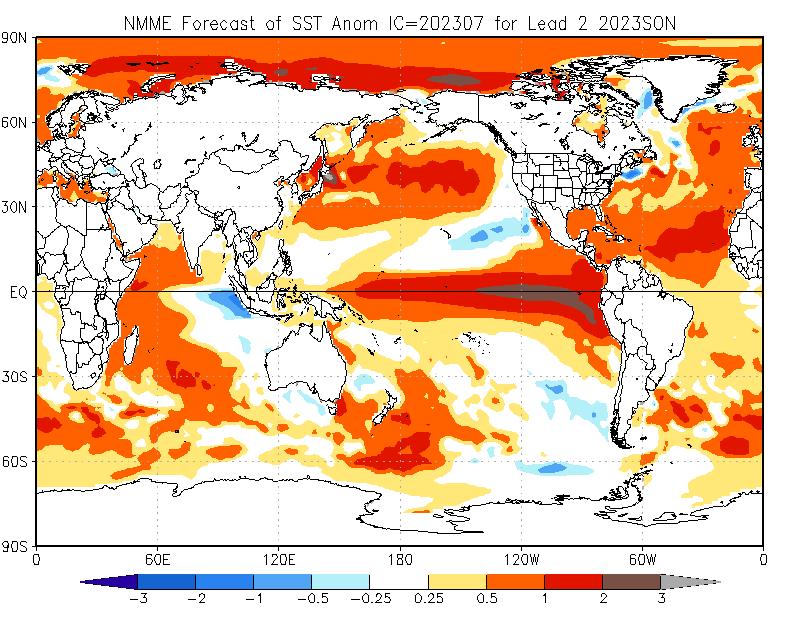 NMME Forecast of SST Anom IC=202307 for Lead 2 2023SON
90N
60N
30N
EQ
30S
60S
90S
0 60E 120E 180 120W 60W 0
-3 -2 -1 -0.5 -0.25 0.25 0.5 1 2 3